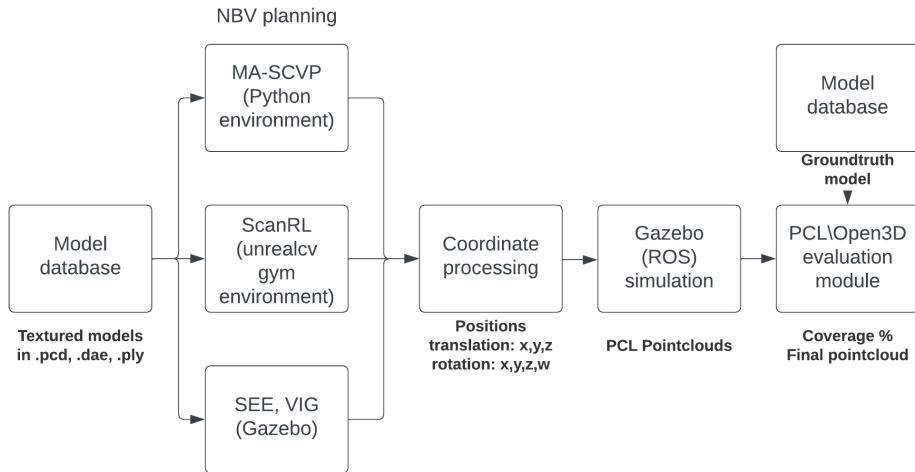 NBV planning
MA-SCVP
(Python
environment)
Model
database
Groundtruth
model
Model
database
Textured models
in .pcd, .dae, .ply
ScanRL
(unrealcv
gym
environment)
Coordinate
processing
Positions
translation: x,y,z
rotation: x,y,z,w
Gazebo
(ROS)
simulation
PCL Pointclouds
PCL\Open3D
evaluation
module
Coverage %
Final pointcloud
SEE, VIG
(Gazebo)